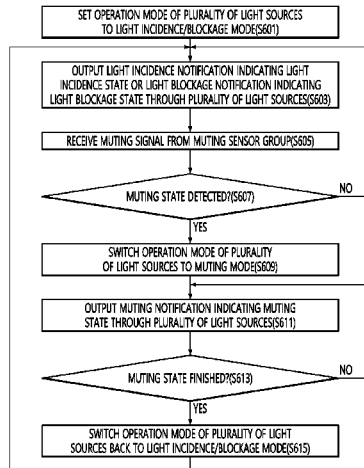 SET OPERATION MODE OF PLURALITY OF LIGHT SOURCES
TO LIGHT INCIDENCE/BLOCKAGE MODE(S601)
OUTPUT LIGHT INCIDENCE NOTIFICATION INDICATING LIGHT
INCIDENCE STATE OR LIGHT BLOCKAGE NOTIFICATION INDICATING
LIGHT BLOCKAGE STATE THROUGH PLURALITY OF LIGHT SOURCES(S603)
RECEIVE MUTING SIGNAL FROM MUTING SENSOR GROUP(S605)
MUTING STATE DETECTED?(S607)
NO
YES
SWITCH OPERATION MODE OF PLURALITY
OF LIGHT SOURCES TO MUTING MODE(S609)
OUTPUT MUTING NOTIFICATION INDICATING MUTING
STATE THROUGH PLURALITY OF LIGHT SOURCES(S611)
MUTING STATE FINISHED?(S613)
NO
YES
SWITCH OPERATION MODE OF PLURALITY OF LIGHT
SOURCES BACK TO LIGHT INCIDENCE/BLOCKAGE MODE(S615)